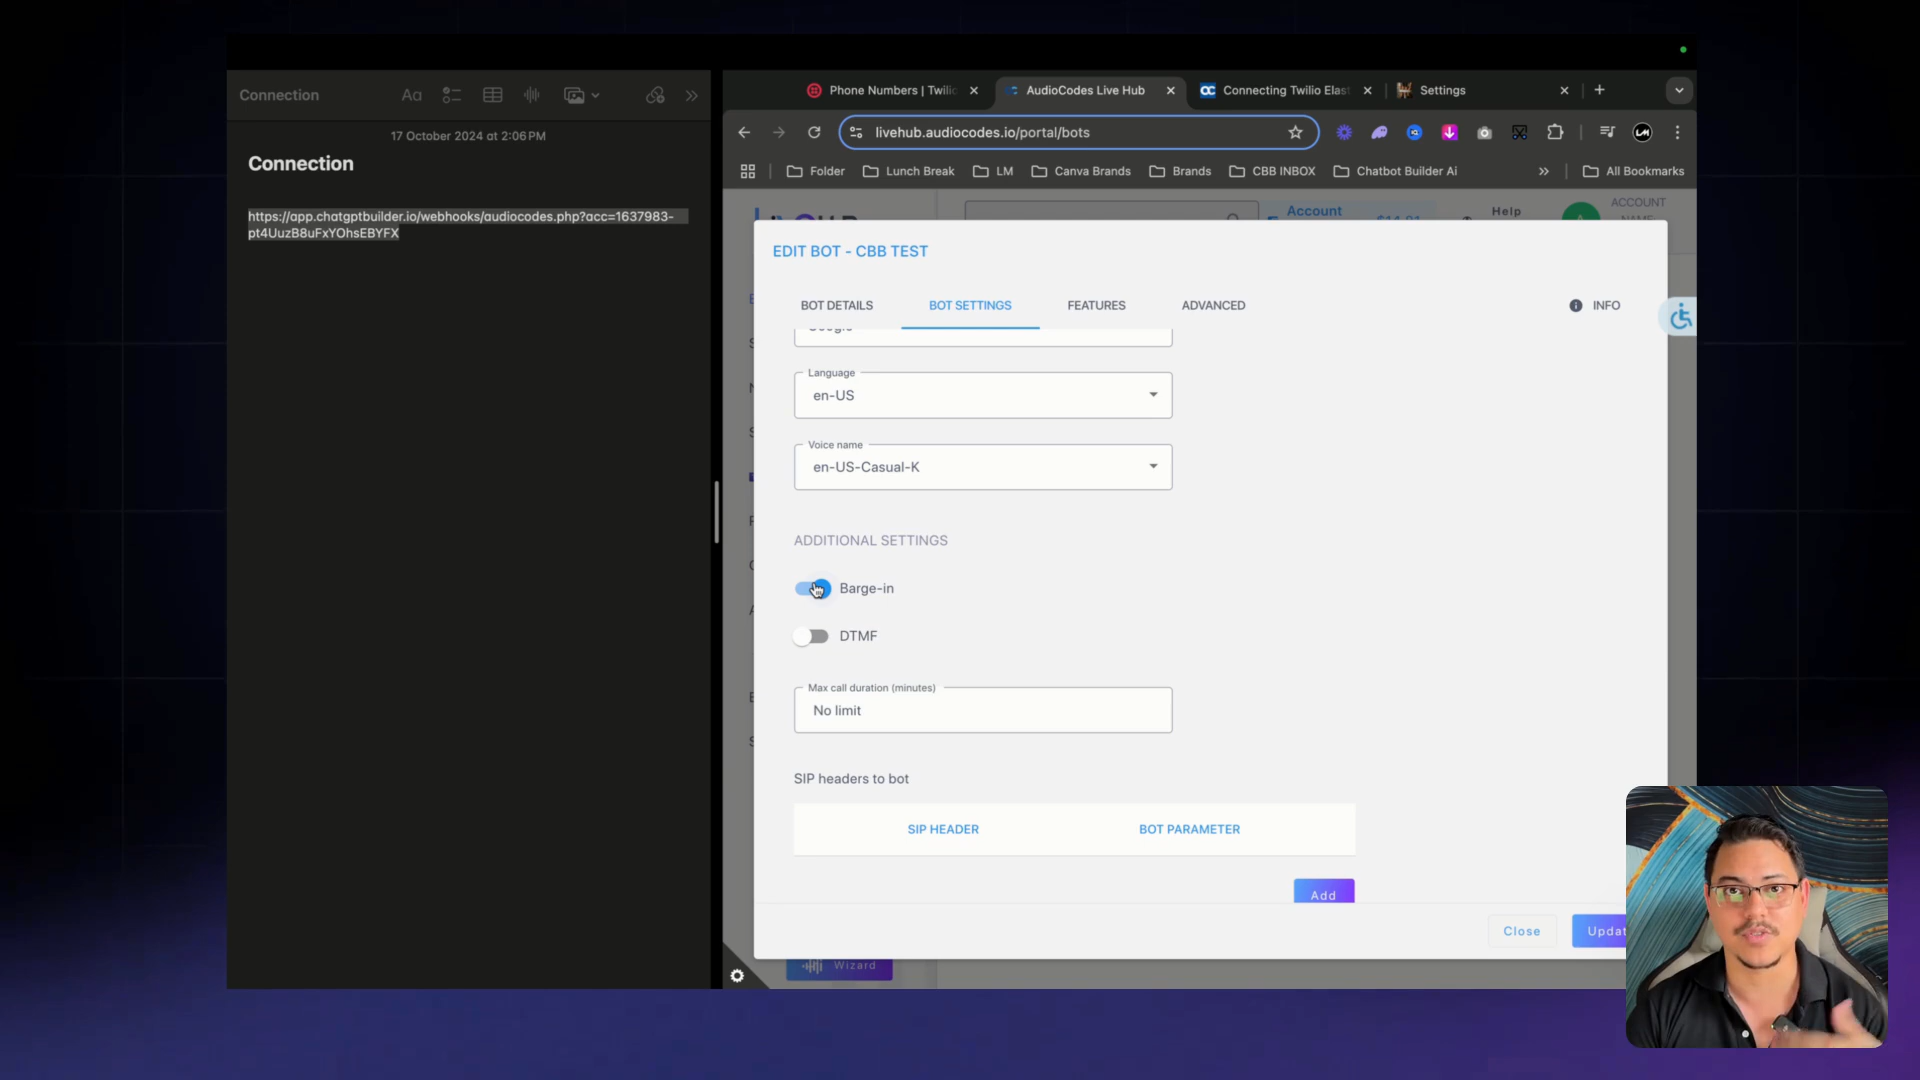 Connection
Aa
17 October 2024 at 2:06 PM
Connection
https://app.chatgptbuilder.io/webhooks/audiocodes.php?acc=1637983-
pt4UuzB8uFxYOhsEBYFX
Phone Numbers | Twilio
AudioCodes Live Hub
Connecting Twilio Elast
Settings
livehub.audiocodes.io/portal/bots
Folder
Lunch Break
LM
Canva Brands
Brands
CBB INBOX
Chatbot Builder Ai
All Bookmarks
Account
Help
ACCOUNT
EDIT BOT - CBB TEST
BOT DETAILS
BOT SETTINGS
FEATURES
ADVANCED
INFO
Google
Language
en-US
Voice name
en-US-Casual-K
ADDITIONAL SETTINGS
Barge-in
DTMF
Max call duration (minutes)
No limit
SIP headers to bot
SIP HEADER
BOT PARAMETER
Add
Close
Updat
Wizard